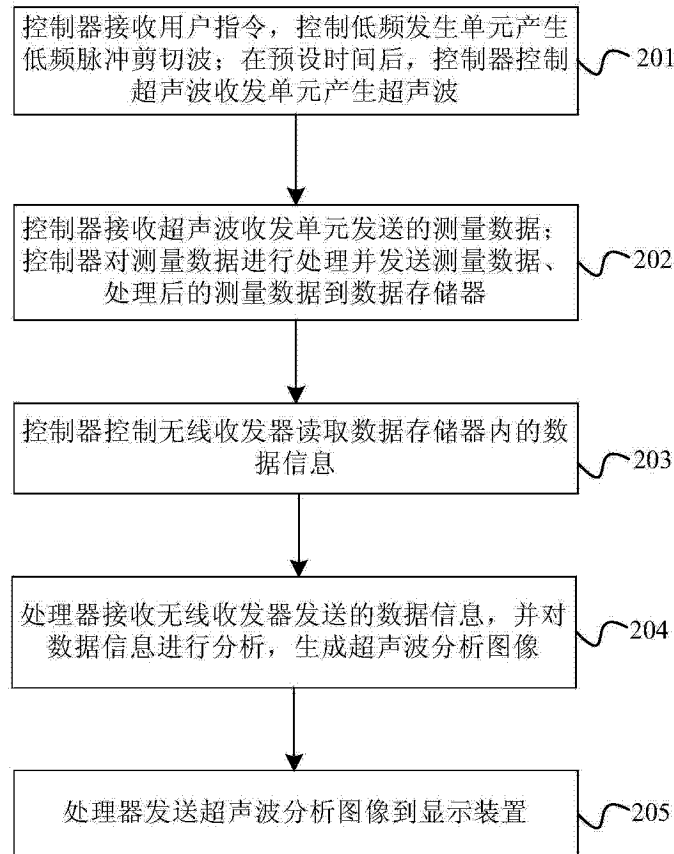 控制器接收用户指令，控制低频发生单元产生
低频脉冲剪切波；在预设时间后，控制器控制
超声波收发单元产生超声波
201
控制器接收超声波收发单元发送的测量数据；
控制器对测量数据进行处理并发送测量数据、
处理后的测量数据到数据存储器
202
控制器控制无线收发器读取数据存储器内的数
据信息
203
处理器接收无线收发器发送的数据信息，并对
数据信息进行分析，生成超声波分析图像
204
处理器发送超声波分析图像到显示装置
205